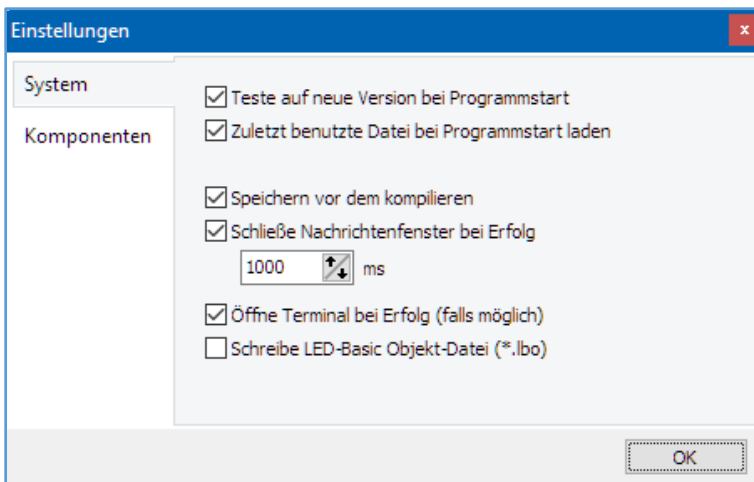 Einstellungen
x
System
Komponenten
Teste auf neue Version bei Programmstart
Zuletzt benutzte Datei bei Programmstart laden
Speichern vor dem kompilieren
Schließe Nachrichtenfenster bei Erfolg
1000 ms
Öffne Terminal bei Erfolg (falls möglich)
Schreibe LED-Basic Objekt-Datei (*.lbo)
OK